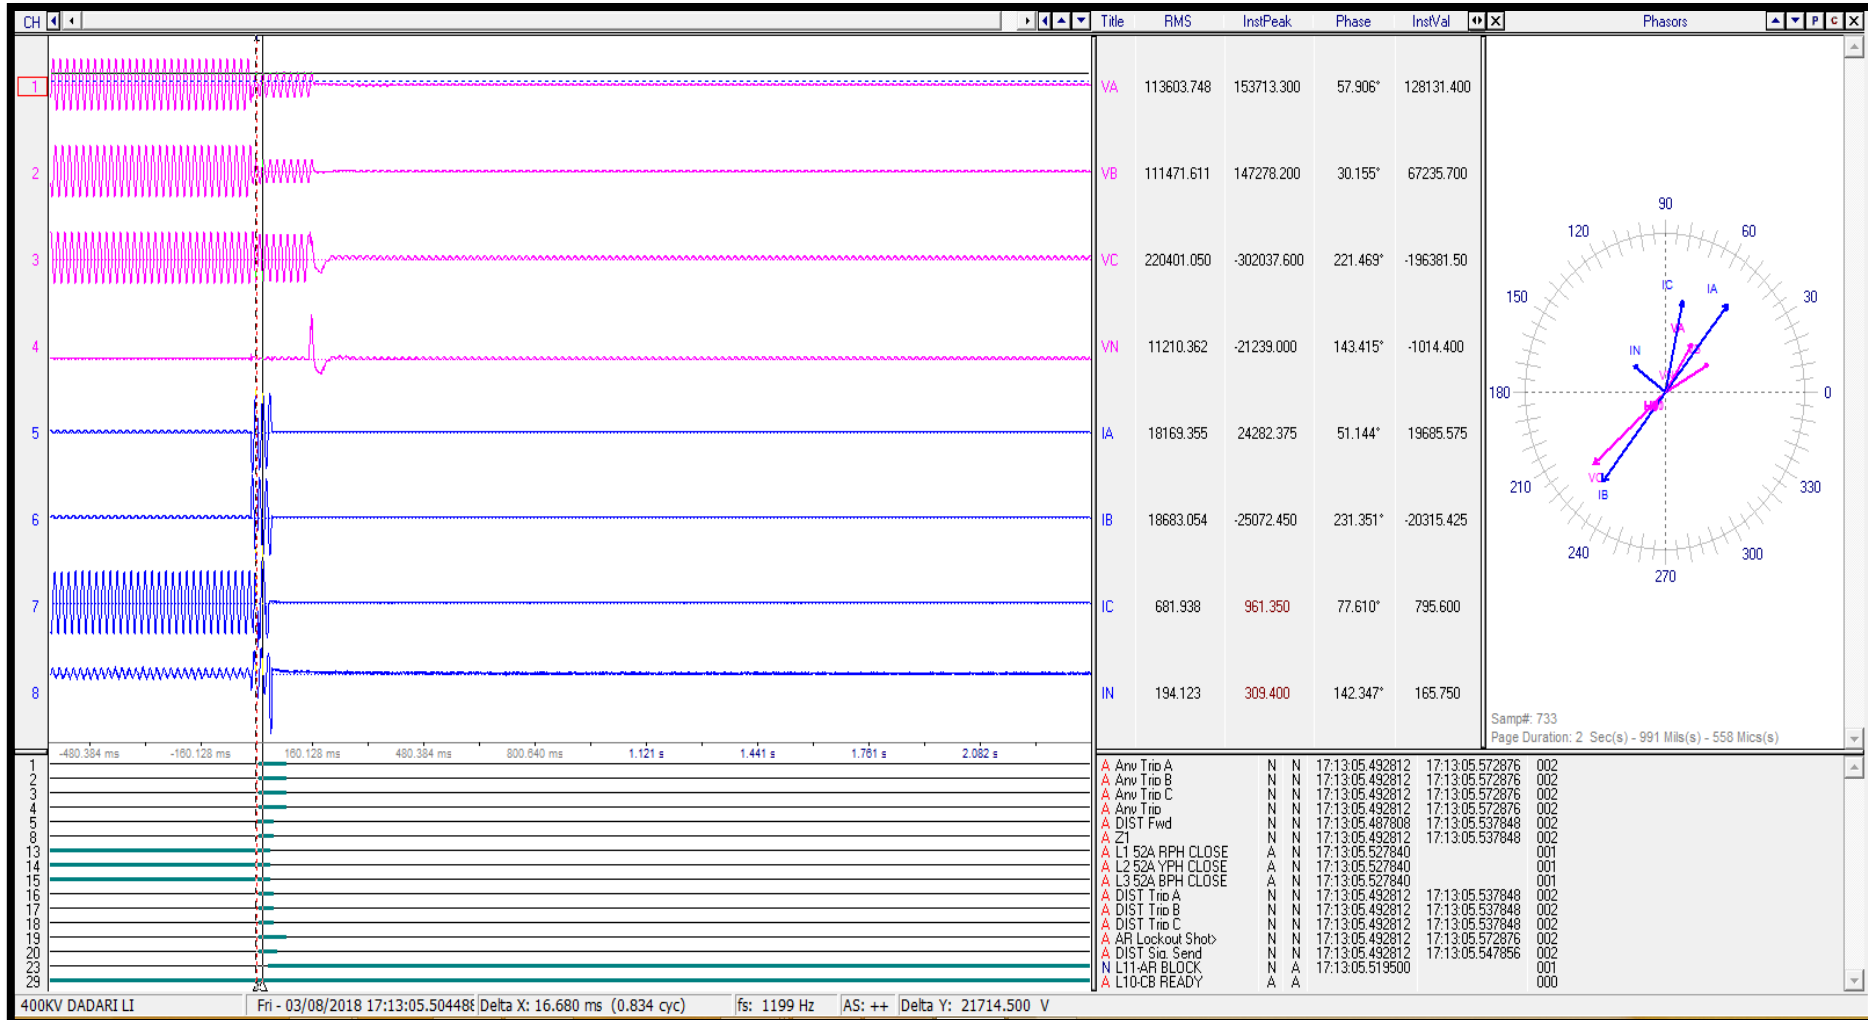 CH Title RMS InstPeak Phase InstVal Phasors P C
1 VA 113603.748 153713.300 57.906° 128131.400
2 VB 111471.611 147278.200 30.155° 67235.700
3 VC 220401.050 -302037.600 221.469° -196381.50
4 VN 11210.362 -21239.000 143.415° -1014.400
5 IA 18169.355 24282.375 51.144° 19685.575
6 IB 18683.054 -25072.450 231.351° -20315.425
7 IC 681.938 961.350 77.610° 795.600
8 IN 194.123 309.400 142.347° 165.750
90
120 60
150 30
IC IA
VA
IN
180 0
VC
IB
210 330
240 300
270
Samp#: 733
Page Duration: 2 Sec(s) - 991 Mils(s) - 558 Mics(s)
-480.384 ms -160.128 ms 160.128 ms 480.384 ms 800.640 ms 1.121 s 1.441 s 1.761 s 2.082 s
1 A Any Trip A N N 17:13:05.492812 17:13:05.572876 002
2 A Any Trip B N N 17:13:05.492812 17:13:05.572876 002
3 A Any Trip C N N 17:13:05.492812 17:13:05.572876 002
4 A Any Trip N N 17:13:05.492812 17:13:05.572876 002
5 A DIST Fwd N N 17:13:05.487808 17:13:05.537848 002
8 A Z1 N N 17:13:05.492812 17:13:05.537848 002
13 A L1 52A RPH CLOSE A N 17:13:05.527840 001
14 A L2 52A YPH CLOSE A N 17:13:05.527840 001
15 A L3 52A BPH CLOSE A N 17:13:05.527840 001
16 A DIST Trip A N N 17:13:05.492812 17:13:05.537848 002
17 A DIST Trip B N N 17:13:05.492812 17:13:05.537848 002
18 A DIST Trip C N N 17:13:05.492812 17:13:05.537848 002
19 A AR Lockout Shot> N N 17:13:05.492812 17:13:05.572876 002
20 A DIST Sig. Send N N 17:13:05.492812 17:13:05.547856 002
23 N L11-AR BLOCK N A 17:13:05.519500 001
29 A L10-CB READY A A 000
400KV DADARI LI Fri - 03/08/2018 17:13:05.504488 Delta X: 16.680 ms (0.834 cyc) fs: 1199 Hz AS: ++ Delta Y: 21714.500 V